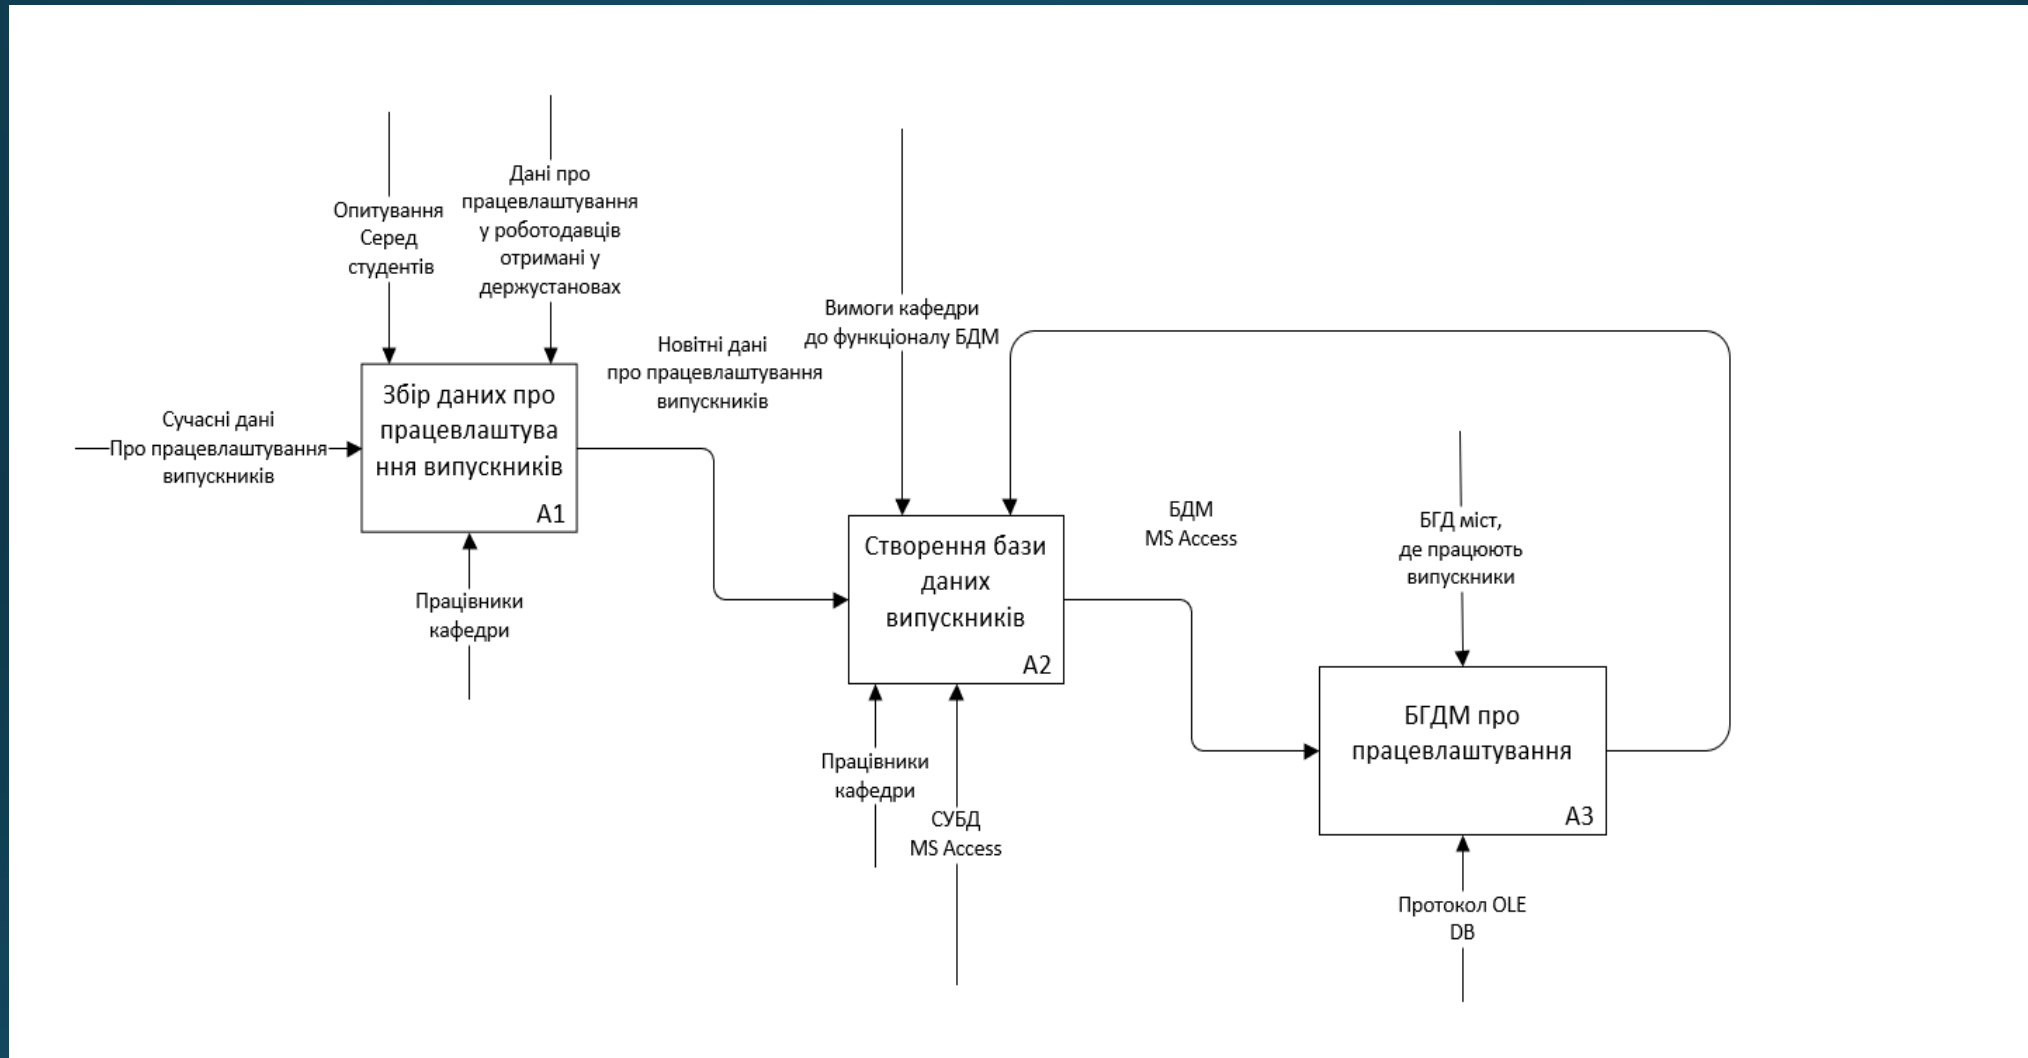 Опитування
Серед
студентів
Дані про
працевлаштування
у роботодавців
отримані у
держустановах
Сучасні дані
Про працевлаштування
випускників
Збір даних про
працевлаштува
ння випускників
A1
Працівники
кафедри
Новітні дані
про працевлаштування
випускників
Вимоги кафедри
до функціоналу БДМ
Створення бази
даних
випускників
A2
Працівники
кафедри
СУБД
MS Access
БДМ
MS Access
БГД міст,
де працюють
випускники
БГДМ про
працевлаштування
A3
Протокол OLE
DB